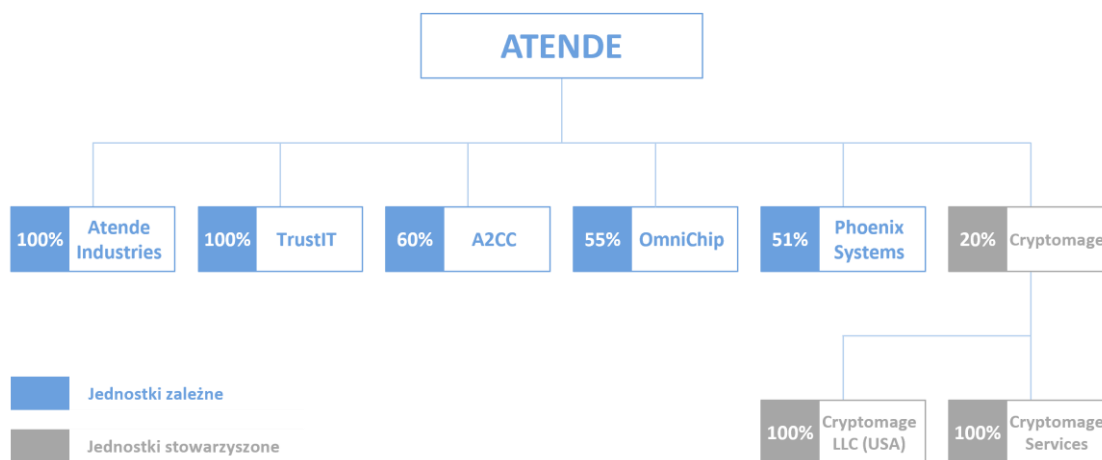 ATENDE
100% Atende Industries
100% TrustIT
60% A2CC
55% OmniChip
51% Phoenix Systems
20% Cryptomage
Jednostki zależne
Jednostki stowarzyszone
100% Cryptomage LLC (USA)
100% Cryptomage Services